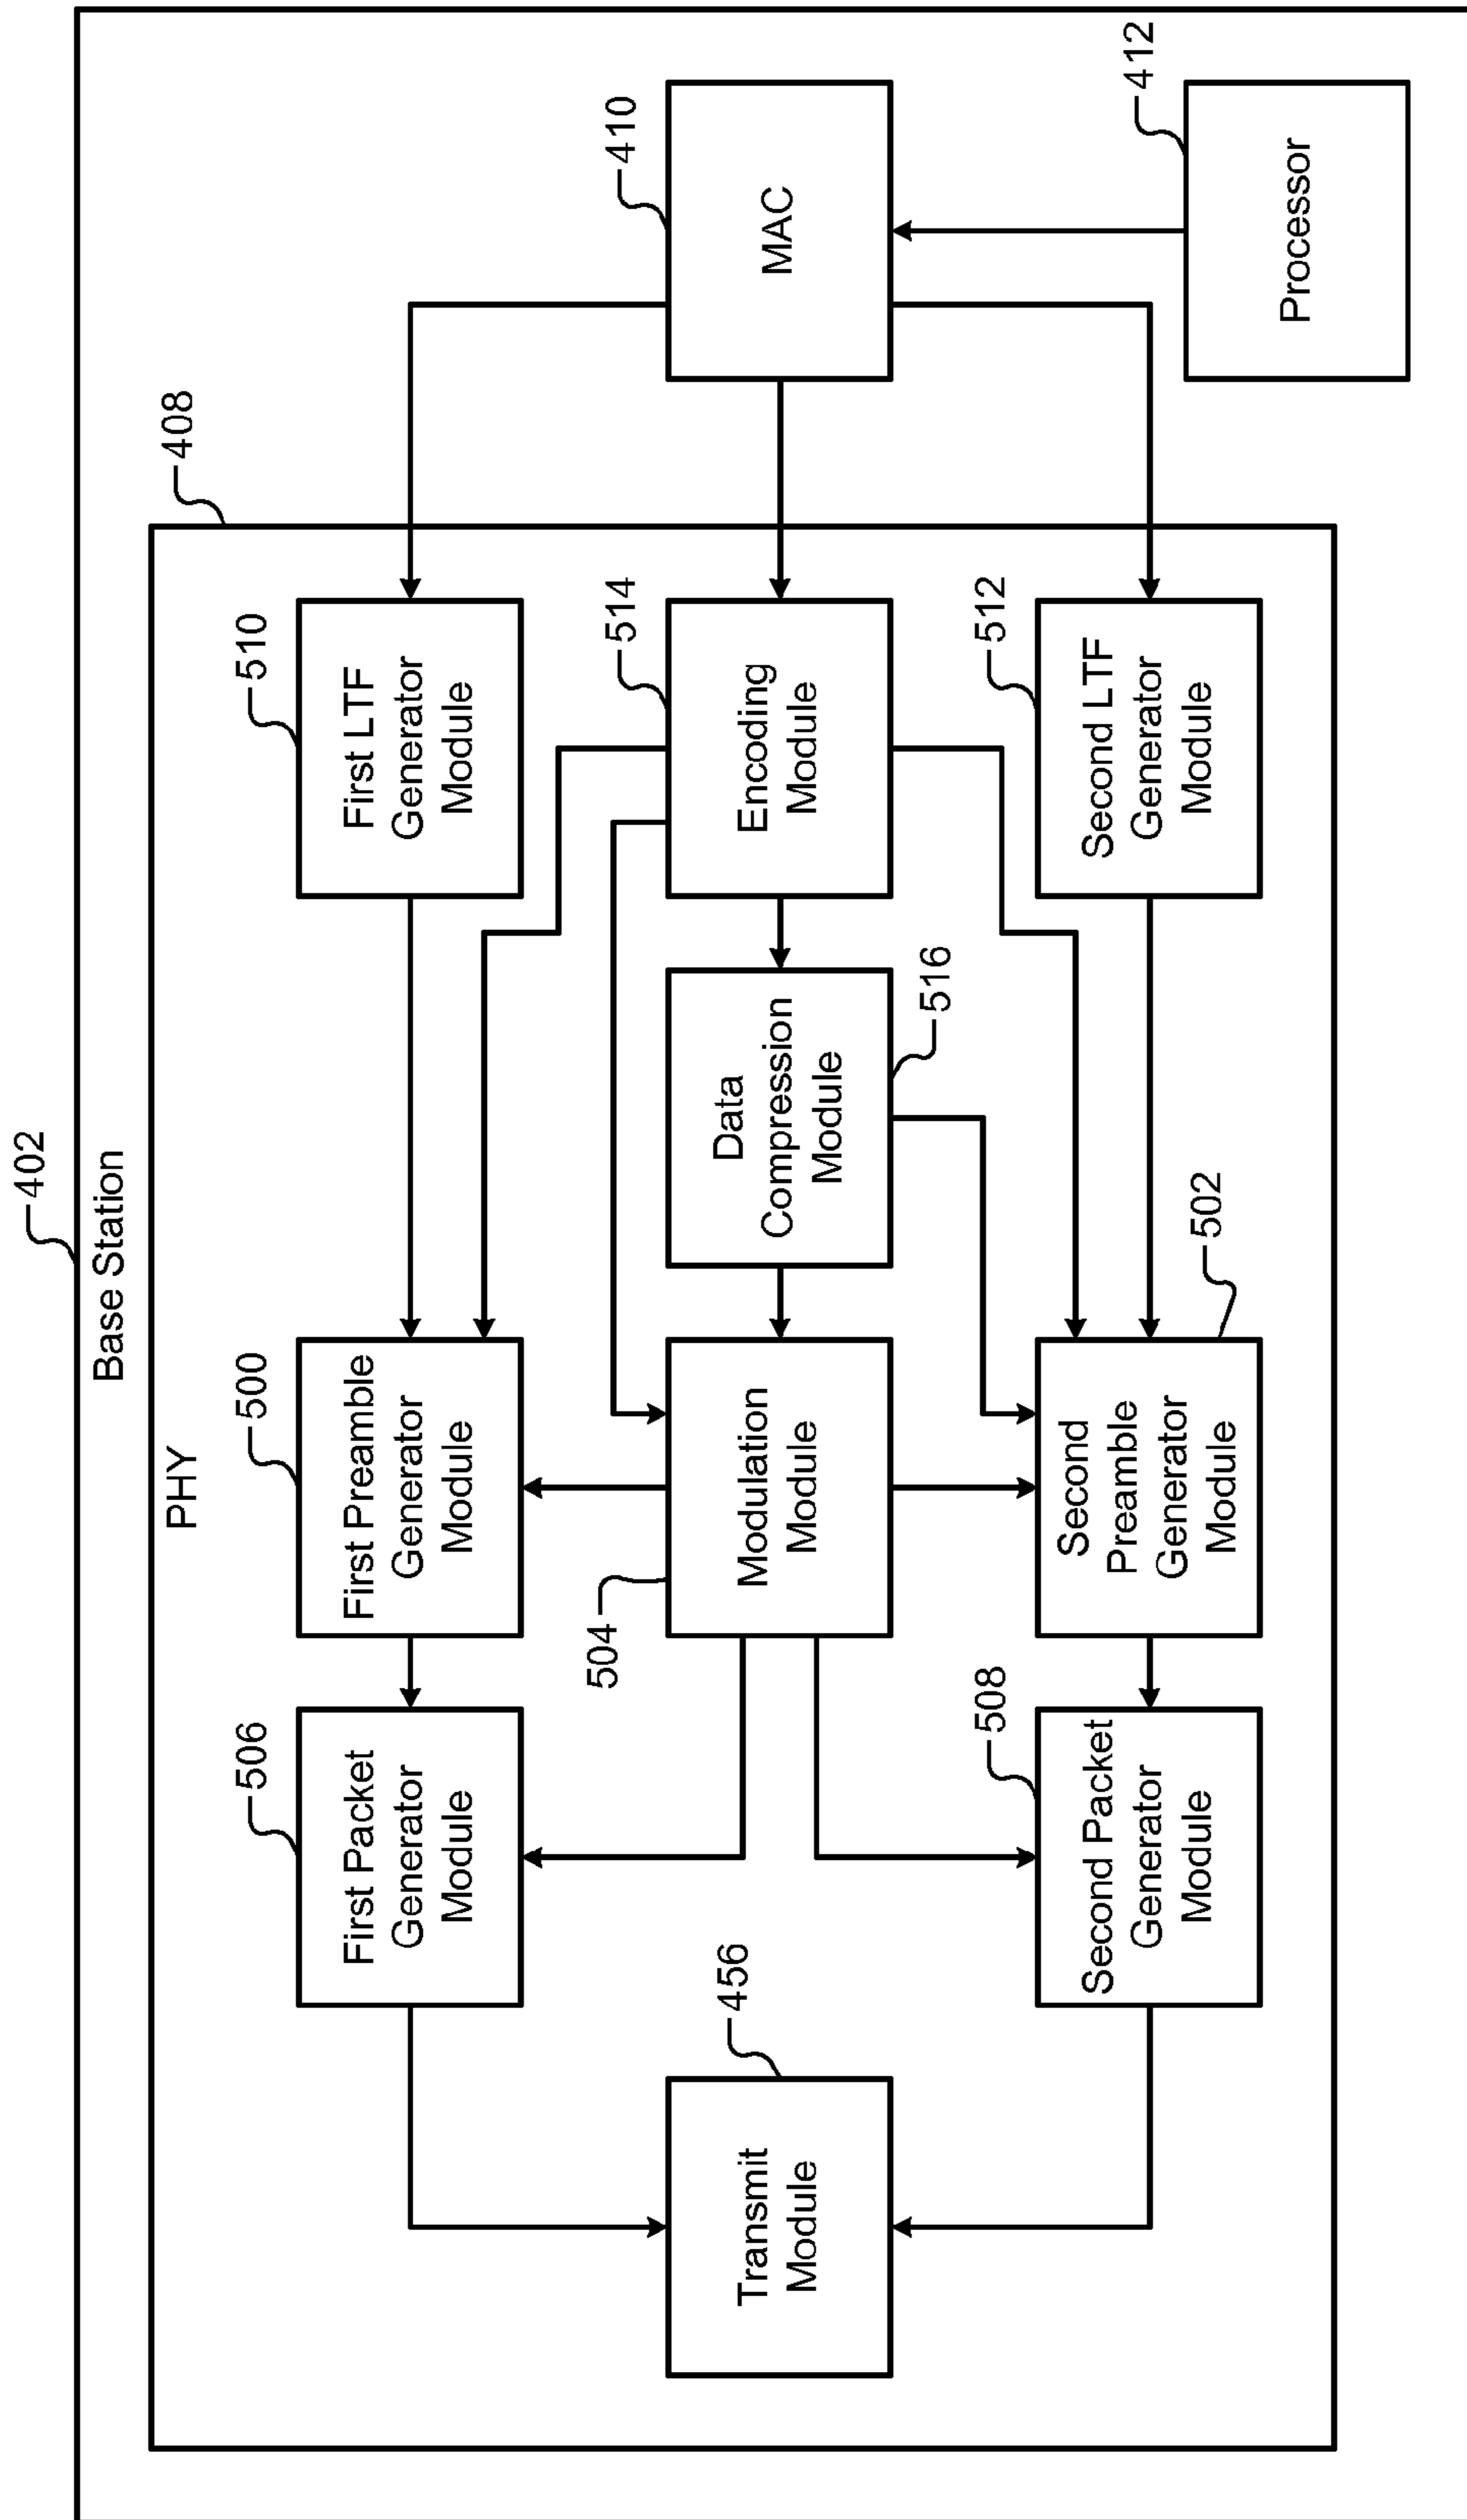 402
Base Station
408
PHY
506
First Packet
Generator
Module
500
First Preamble
Generator
Module
510
First LTF
Generator
Module
456
Transmit
Module
504
Modulation
Module
Data
Compression
Module
516
514
Encoding
Module
410
MAC
508
Second Packet
Generator
Module
502
Second
Preamble
Generator
Module
512
Second LTF
Generator
Module
412
Processor